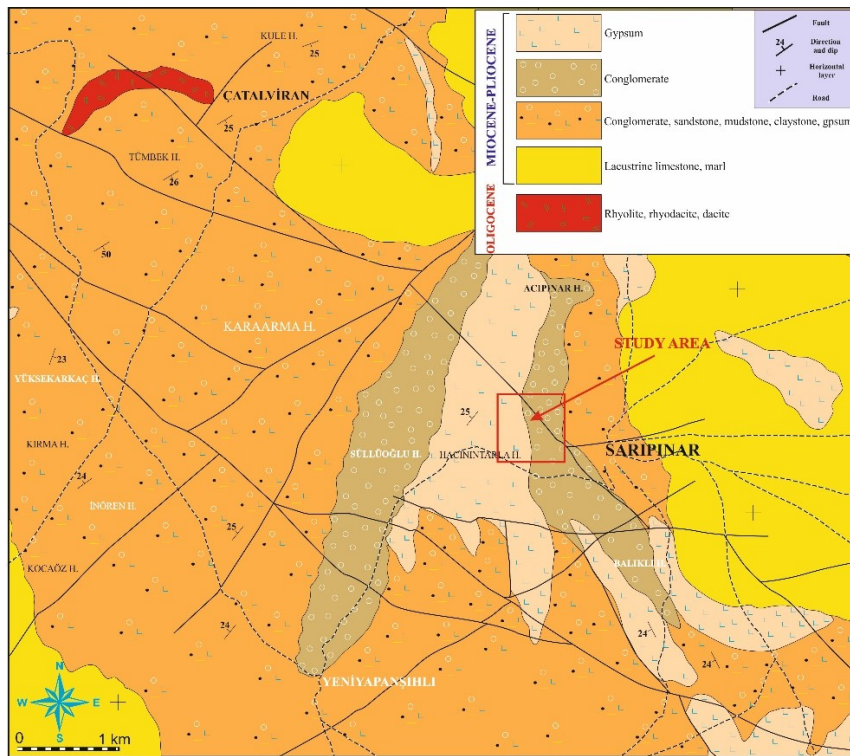 KULE H.
25
ÇATALVİRAN
25
TÜMBEK H.
26
50
KARAARMA H.
23
YÜKSEKARKAÇ H.
KIRMA H.
24
İNÖREN H.
25
KOCAÖZ H.
24
SÜLLÜOĞLU H.
25
HACININTARLA H.
ACIPINAR H.
STUDY AREA
SARIPINAR
BALIKLI H.
24
24
YENİYAPANŞIHLI
N
W E
S
0 1 km
MIOCENE-PLIOCENE
OLIGOCENE
Gypsum
Conglomerate
Conglomerate, sandstone, mudstone, claystone, gpsum
Lacustrine limestone, marl
Rhyolite, rhyodacite, dacite
Fault
24 Direction
and dip
Horizontal
layer
Road